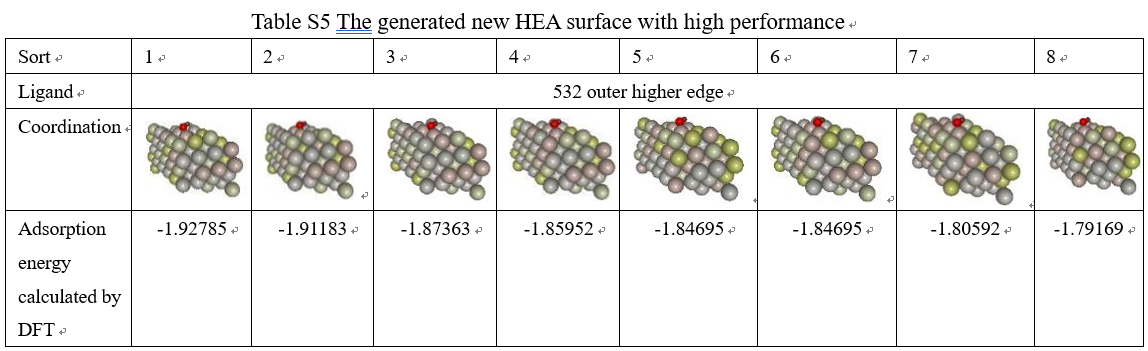 Table S5 The generated new HEA surface with high performance
Sort 1 2 3 4 5 6 7 8
Ligand 532 outer higher edge
Coordination
Adsorption energy calculated by DFT -1.92785 -1.91183 -1.87363 -1.85952 -1.84695 -1.84695 -1.80592 -1.79169